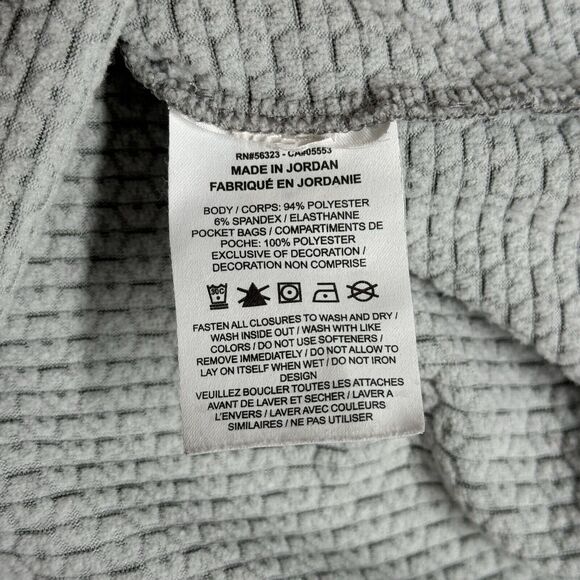 RN#56323 - CA#05553
MADE IN JORDAN
FABRIQUÉ EN JORDANIE
BODY / CORPS: 94% POLYESTER
6% SPANDEX / ELASTHANNE
POCKET BAGS / COMPARTIMENTS DE
POCHE: 100% POLYESTER
EXCLUSIVE OF DECORATION /
DECORATION NON COMPRISE
30C
FASTEN ALL CLOSURES TO WASH AND DRY /
WASH INSIDE OUT / WASH WITH LIKE
COLORS / DO NOT USE SOFTENERS /
REMOVE IMMEDIATELY / DO NOT ALLOW TO
LAY ON ITSELF WHEN WET / DO NOT IRON
DESIGN
VEUILLEZ BOUCLER TOUTES LES ATTACHES
AVANT DE LAVER ET SECHER / LAVER A
L'ENVERS / LAVER AVEC COULEURS
SIMILAIRES / NE PAS UTILISER